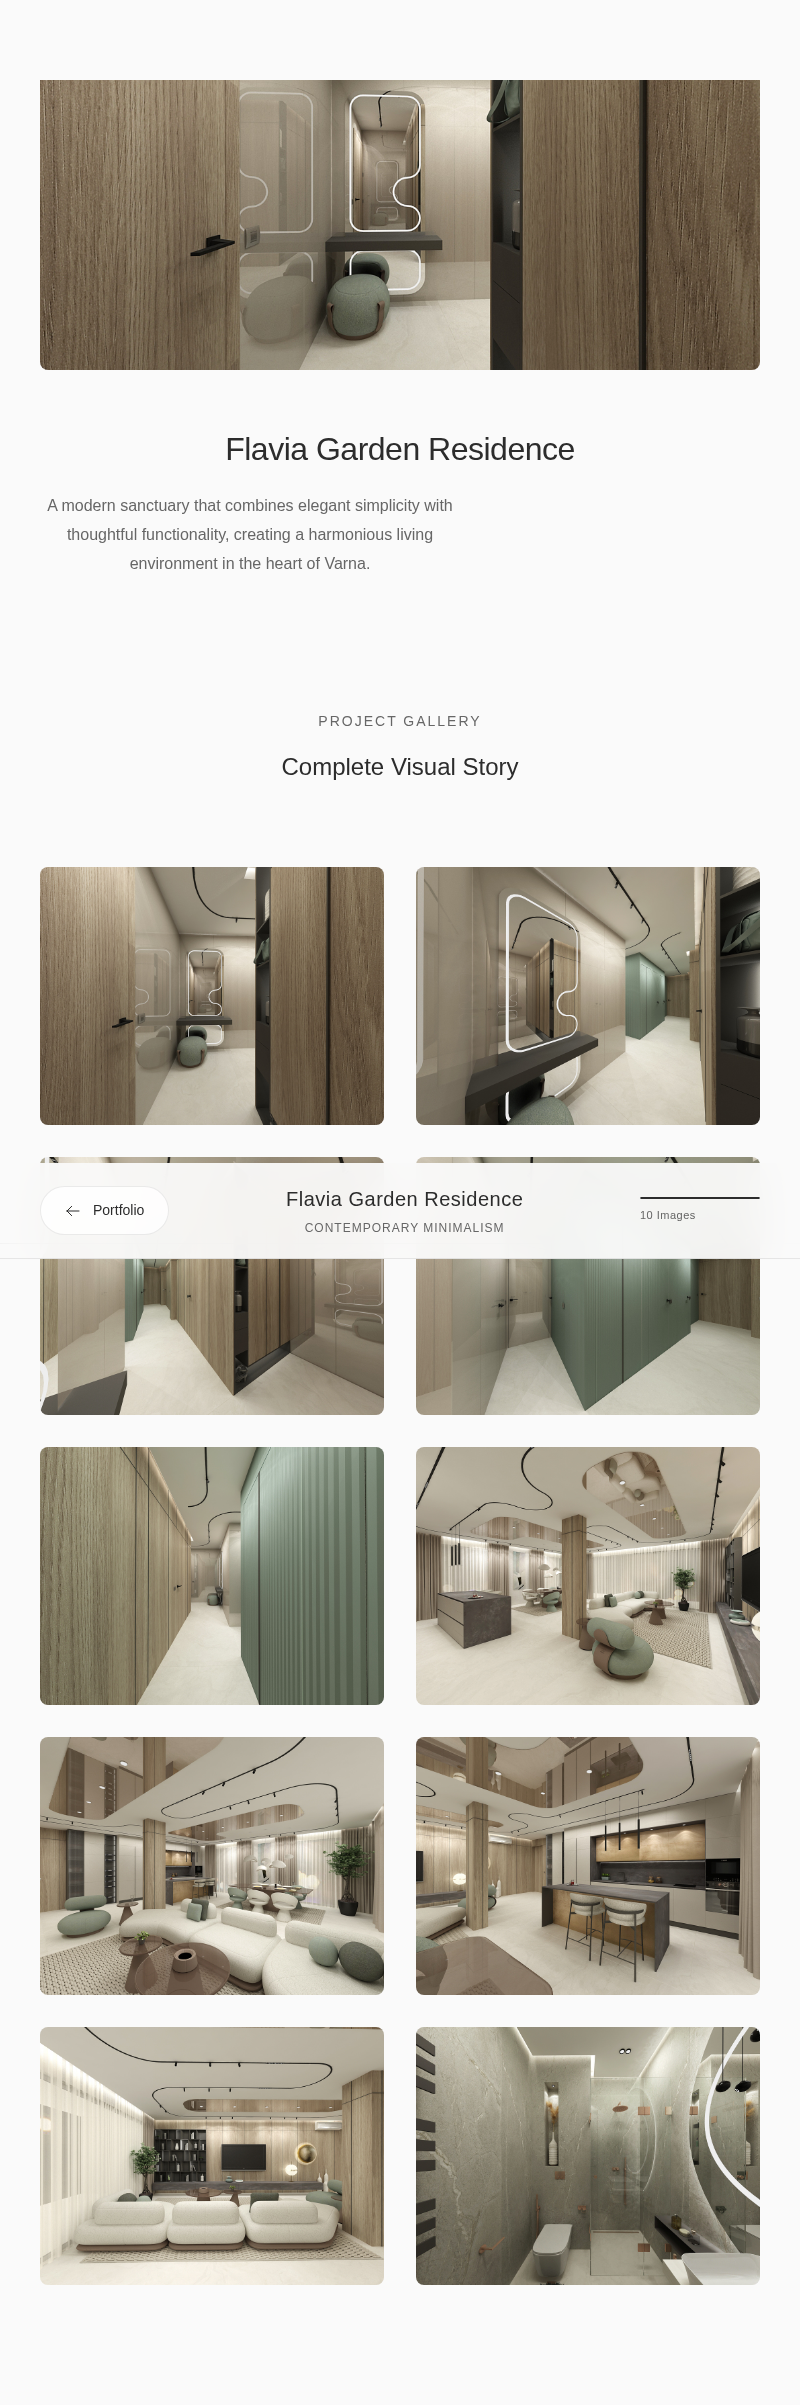 Flavia Garden Residence
A modern sanctuary that combines elegant simplicity with
thoughtful functionality, creating a harmonious living
environment in the heart of Varna.
PROJECT GALLERY
Complete Visual Story
Portfolio
Flavia Garden Residence
CONTEMPORARY MINIMALISM
10 Images